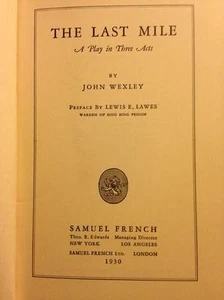 THE LAST MILE
A Play in Three Acts
BY
JOHN WEXLEY
PREFACE BY LEWIS E. LAWES
WARDEN OF SING SING PRISON
SAMUEL FRENCH
Thos. R. Edwards Managing Director
NEW YORK LOS ANGELES
SAMUEL FRENCH Ltd. LONDON
1930